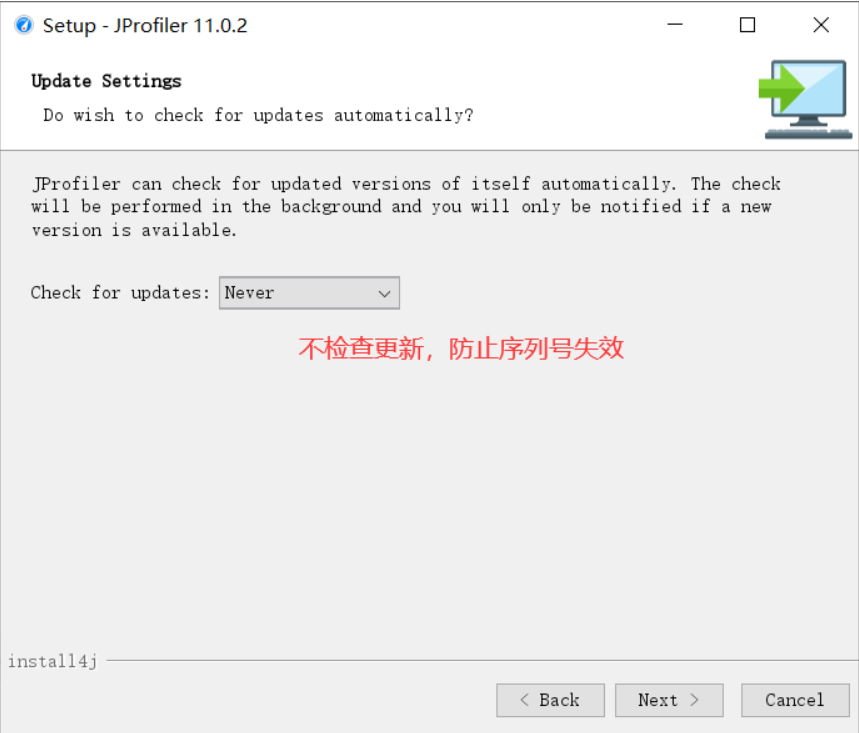 Setup - JProfiler 11.0.2
Update Settings
Do wish to check for updates automatically?
JProfiler can check for updated versions of itself automatically. The check
will be performed in the background and you will only be notified if a new
version is available.
Check for updates: Never
不检查更新，防止序列号失效
install4j
< Back Next > Cancel